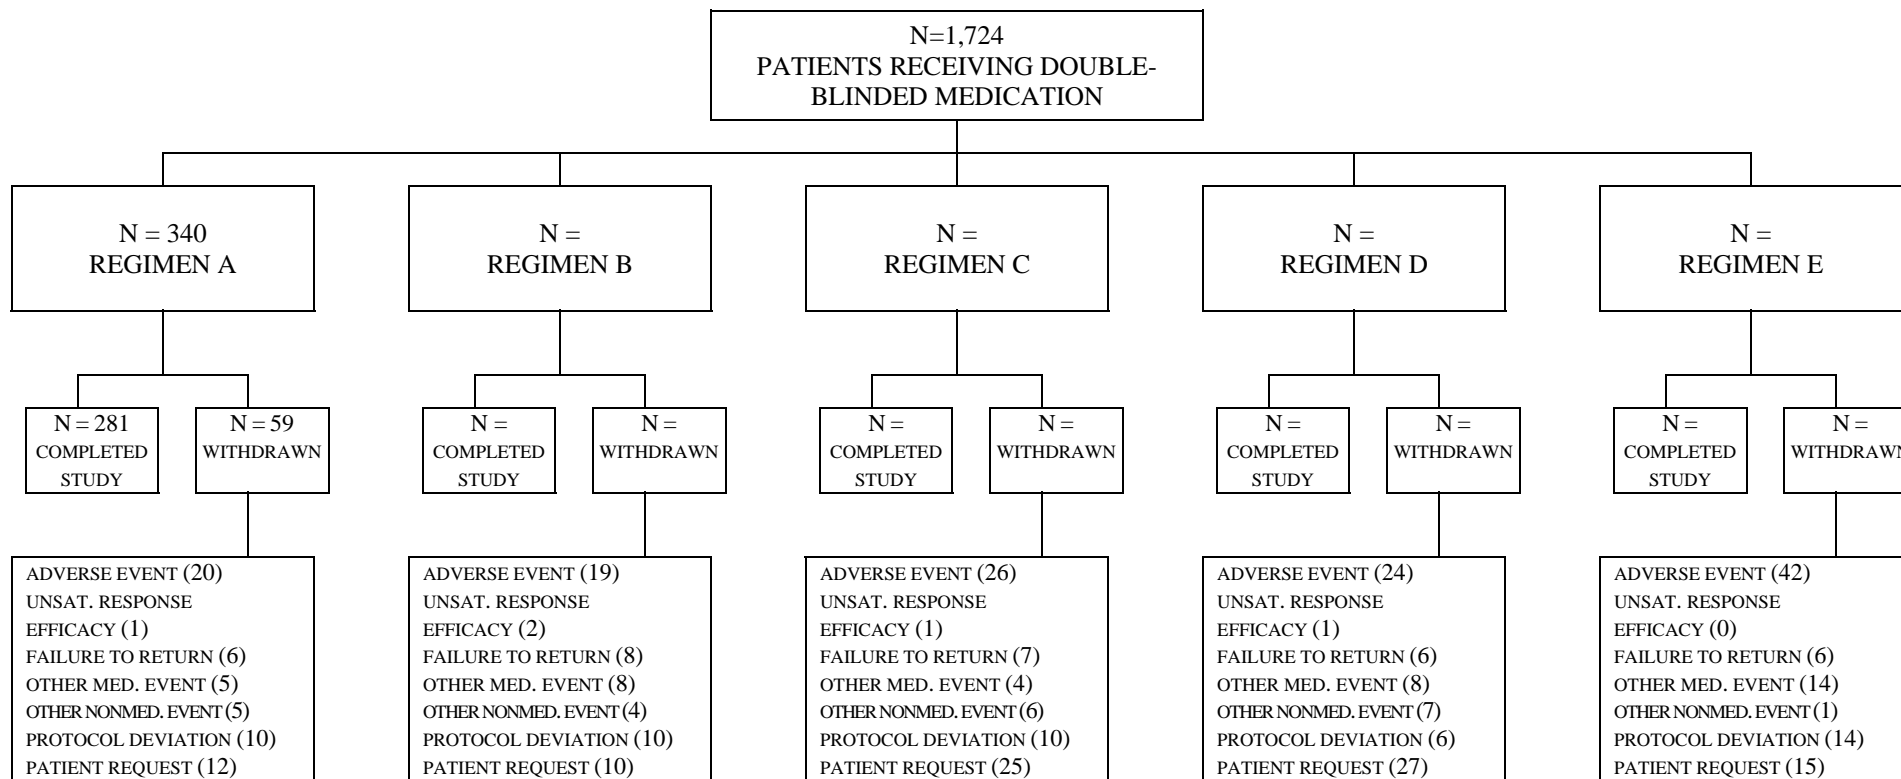 N=1,724
PATIENTS RECEIVING DOUBLE-
BLINDED MEDICATION
N = 340
REGIMEN A
N =
REGIMEN B
N =
REGIMEN C
N =
REGIMEN D
N =
REGIMEN E
N = 281
COMPLETED
STUDY
N = 59
WITHDRAWN
N =
COMPLETED
STUDY
N =
WITHDRAWN
N =
COMPLETED
STUDY
N =
WITHDRAWN
N =
COMPLETED
STUDY
N =
WITHDRAWN
N =
COMPLETED
STUDY
N =
WITHDRAWN
ADVERSE EVENT (20)
UNSAT. RESPONSE
EFFICACY (1)
FAILURE TO RETURN (6)
OTHER MED. EVENT (5)
OTHER NONMED. EVENT (5)
PROTOCOL DEVIATION (10)
PATIENT REQUEST (12)
ADVERSE EVENT (19)
UNSAT. RESPONSE
EFFICACY (2)
FAILURE TO RETURN (8)
OTHER MED. EVENT (8)
OTHER NONMED. EVENT (4)
PROTOCOL DEVIATION (10)
PATIENT REQUEST (10)
ADVERSE EVENT (26)
UNSAT. RESPONSE
EFFICACY (1)
FAILURE TO RETURN (7)
OTHER MED. EVENT (4)
OTHER NONMED. EVENT (6)
PROTOCOL DEVIATION (10)
PATIENT REQUEST (25)
ADVERSE EVENT (24)
UNSAT. RESPONSE
EFFICACY (1)
FAILURE TO RETURN (6)
OTHER MED. EVENT (8)
OTHER NONMED. EVENT (7)
PROTOCOL DEVIATION (6)
PATIENT REQUEST (27)
ADVERSE EVENT (42)
UNSAT. RESPONSE
EFFICACY (0)
FAILURE TO RETURN (6)
OTHER MED. EVENT (14)
OTHER NONMED. EVENT (1)
PROTOCOL DEVIATION (14)
PATIENT REQUEST (15)